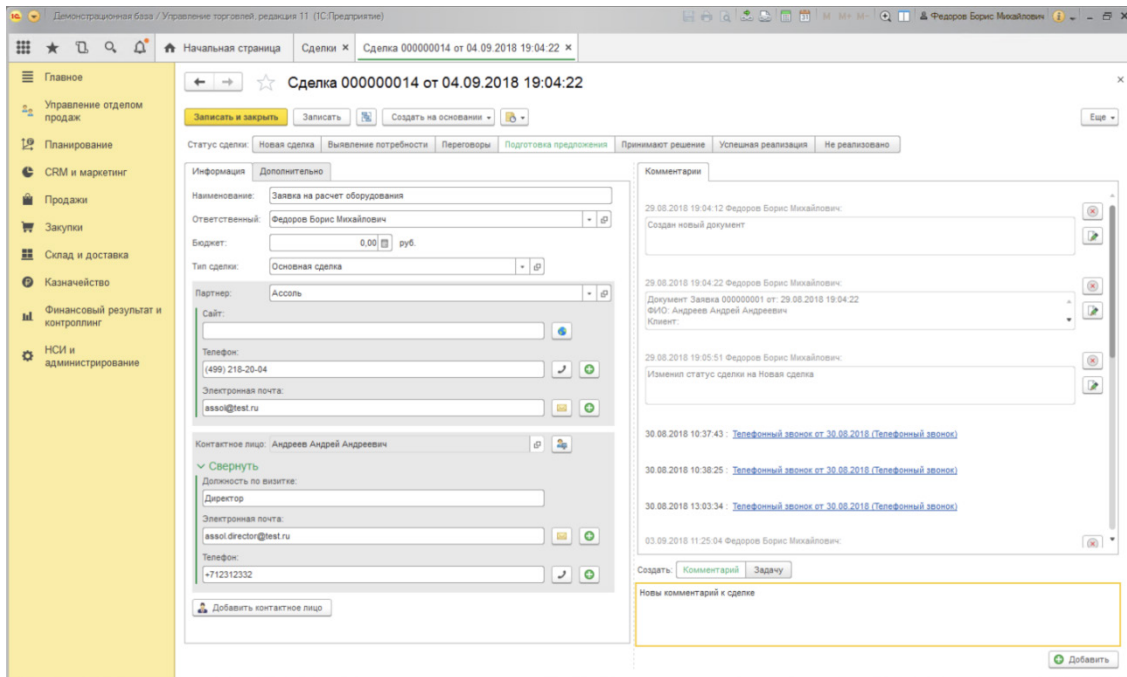 1С Демонстрационная база / Управление торговлей, редакция 11 (1С:Предприятие) M M+ M- Федоров Борис Михайлович
Начальная страница Сделки × Сделка 000000014 от 04.09.2018 19:04:22 ×
Главное
Управление отделом
продаж
Планирование
CRM и маркетинг
Продажи
Закупки
Склад и доставка
Казначейство
Финансовый результат и
контроллинг
НСИ и
администрирование
Сделка 000000014 от 04.09.2018 19:04:22
Записать и закрыть Записать Создать на основании Еще
Статус сделки: Новая сделка Выявление потребности Переговоры Подготовка предложения Принимают решение Успешная реализация Не реализовано
Информация Дополнительно
Наименование: Заявка на расчет оборудования
Ответственный: Федоров Борис Михайлович
Бюджет: 0,00 руб.
Тип сделки: Основная сделка
Партнер: Ассоль
Сайт:
Телефон:
(499) 218-20-04
Электронная почта:
assol@test.ru
Контактное лицо: Андреев Андрей Андреевич
Свернуть
Должность по визитке:
Директор
Электронная почта:
assol.director@test.ru
Телефон:
+712312332
Добавить контактное лицо
Комментарии
29.08.2018 19:04:12 Федоров Борис Михайлович:
Создан новый документ
29.08.2018 19:04:22 Федоров Борис Михайлович:
Документ Заявка 000000001 от: 29.08.2018 19:04:22
ФИО: Андреев Андрей Андреевич
Клиент:
29.08.2018 19:05:51 Федоров Борис Михайлович:
Изменил статус сделки на Новая сделка
30.08.2018 10:37:43 : Телефонный звонок от 30.08.2018 (Телефонный звонок)
30.08.2018 10:38:25 : Телефонный звонок от 30.08.2018 (Телефонный звонок)
30.08.2018 13:03:34 : Телефонный звонок от 30.08.2018 (Телефонный звонок)
03.09.2018 11:25:04 Федоров Борис Михайлович:
Создать: Комментарий Задачу
Новы комментарий к сделке
Добавить